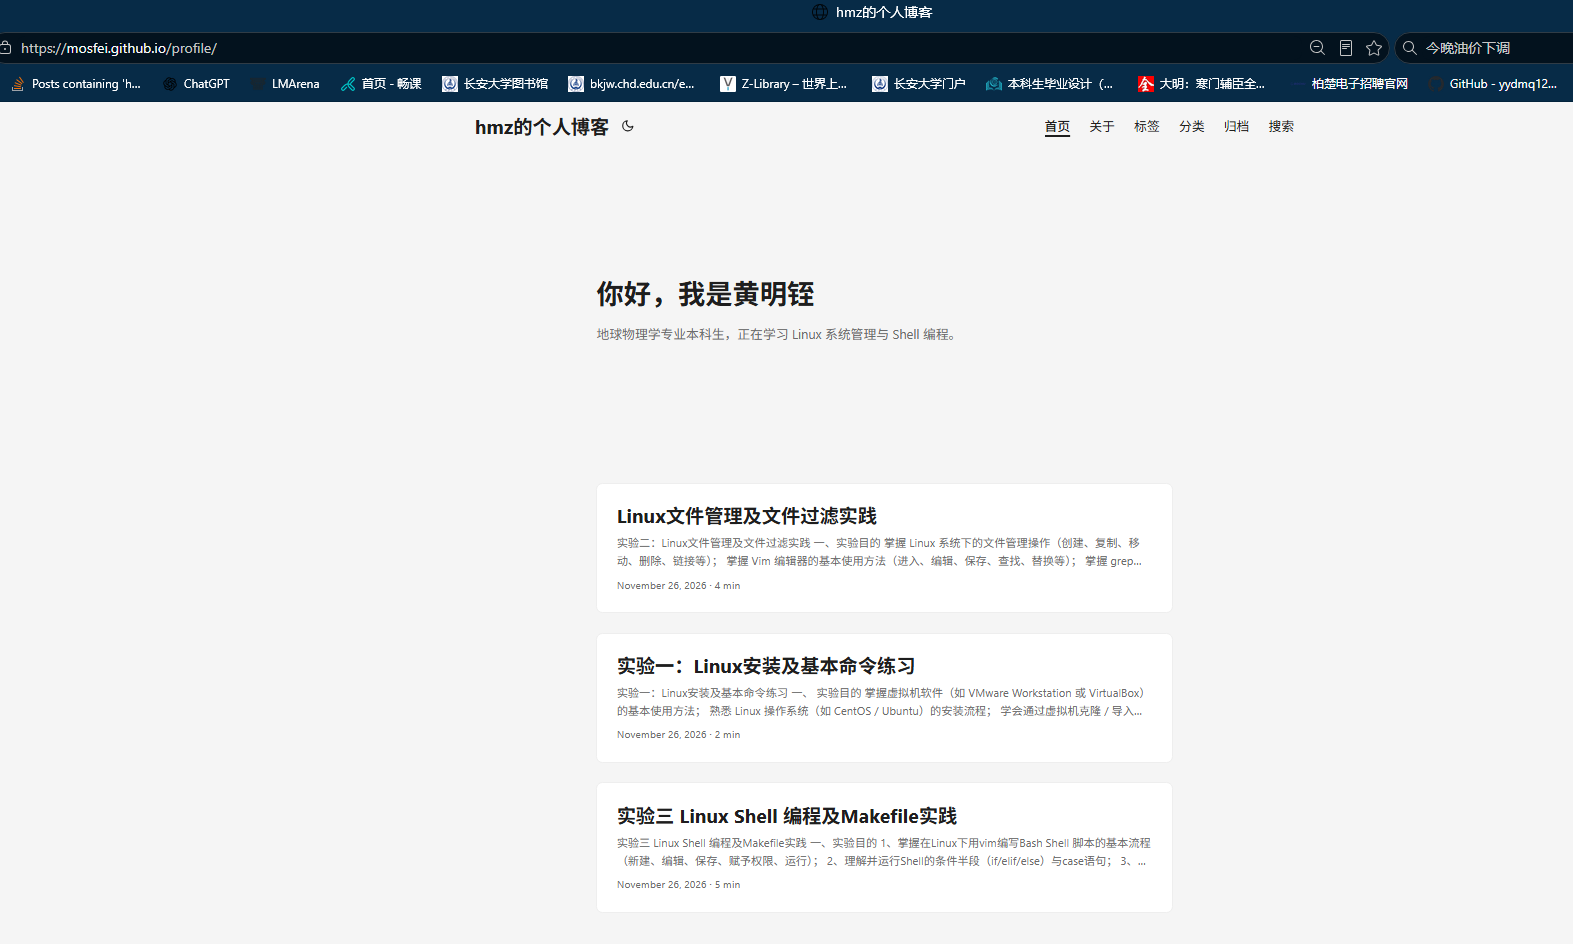 hmz的个人博客
https://mosfei.github.io/profile/
今晚油价下调
Posts containing 'h...
ChatGPT
LMArena
首页 - 畅课
长安大学图书馆
bkjw.chd.edu.cn/e...
Z-Library – 世界上...
长安大学门户
本科生毕业设计（...
大明：寒门辅臣全...
柏楚电子招聘官网
GitHub - yydmq12...
hmz的个人博客
首页 关于 标签 分类 归档 搜索
你好，我是黄明铚
地球物理学专业本科生，正在学习 Linux 系统管理与 Shell 编程。
Linux文件管理及文件过滤实践
实验二：Linux文件管理及文件过滤实践 一、实验目的 掌握 Linux 系统下的文件管理操作（创建、复制、移
动、删除、链接等）； 掌握 Vim 编辑器的基本使用方法（进入、编辑、保存、查找、替换等）； 掌握 grep...
November 26, 2026 · 4 min
实验一：Linux安装及基本命令练习
实验一：Linux安装及基本命令练习 一、 实验目的 掌握虚拟机软件（如 VMware Workstation 或 VirtualBox）
的基本使用方法； 熟悉 Linux 操作系统（如 CentOS / Ubuntu）的安装流程； 学会通过虚拟机克隆 / 导入...
November 26, 2026 · 2 min
实验三 Linux Shell 编程及Makefile实践
实验三 Linux Shell 编程及Makefile实践 一、实验目的 1、掌握在Linux下用vim编写Bash Shell 脚本的基本流程
（新建、编辑、保存、赋予权限、运行）； 2、理解并运行Shell的条件半段（if/elif/else）与case语句； 3、...
November 26, 2026 · 5 min